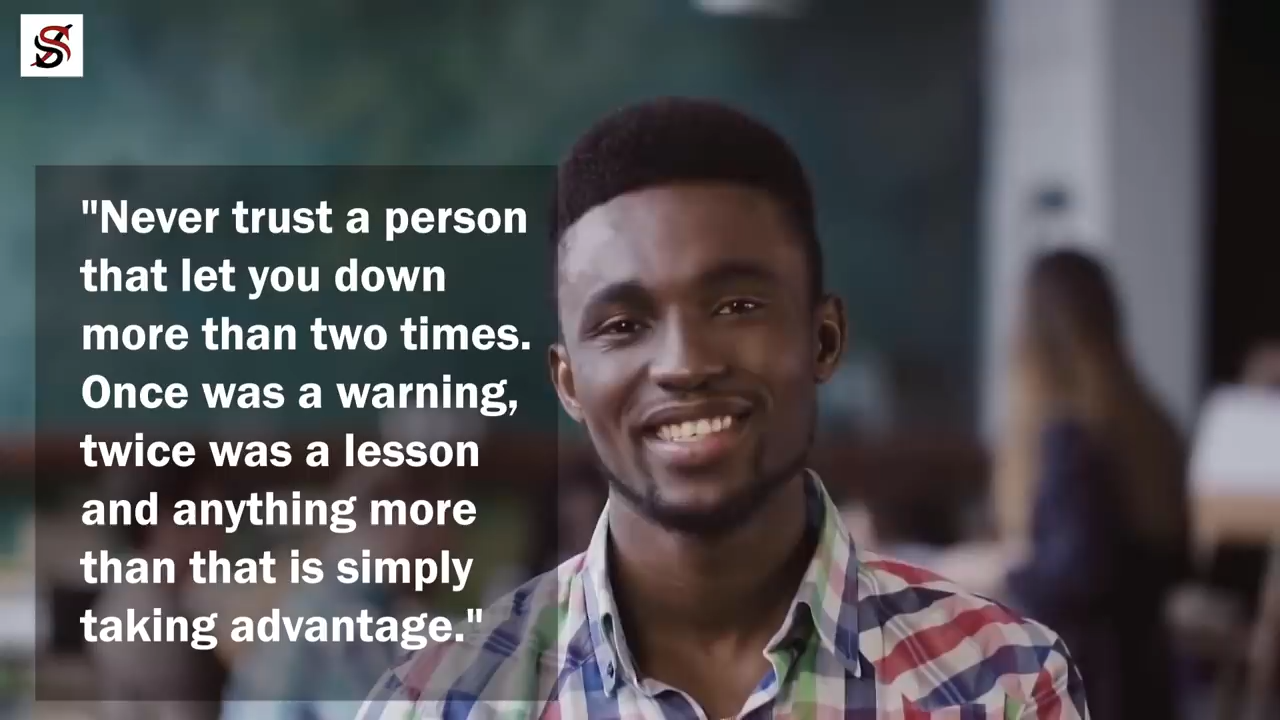 "Never trust a person
that let you down
more than two times.
Once was a warning,
twice was a lesson
and anything more
than that is simply
taking advantage."